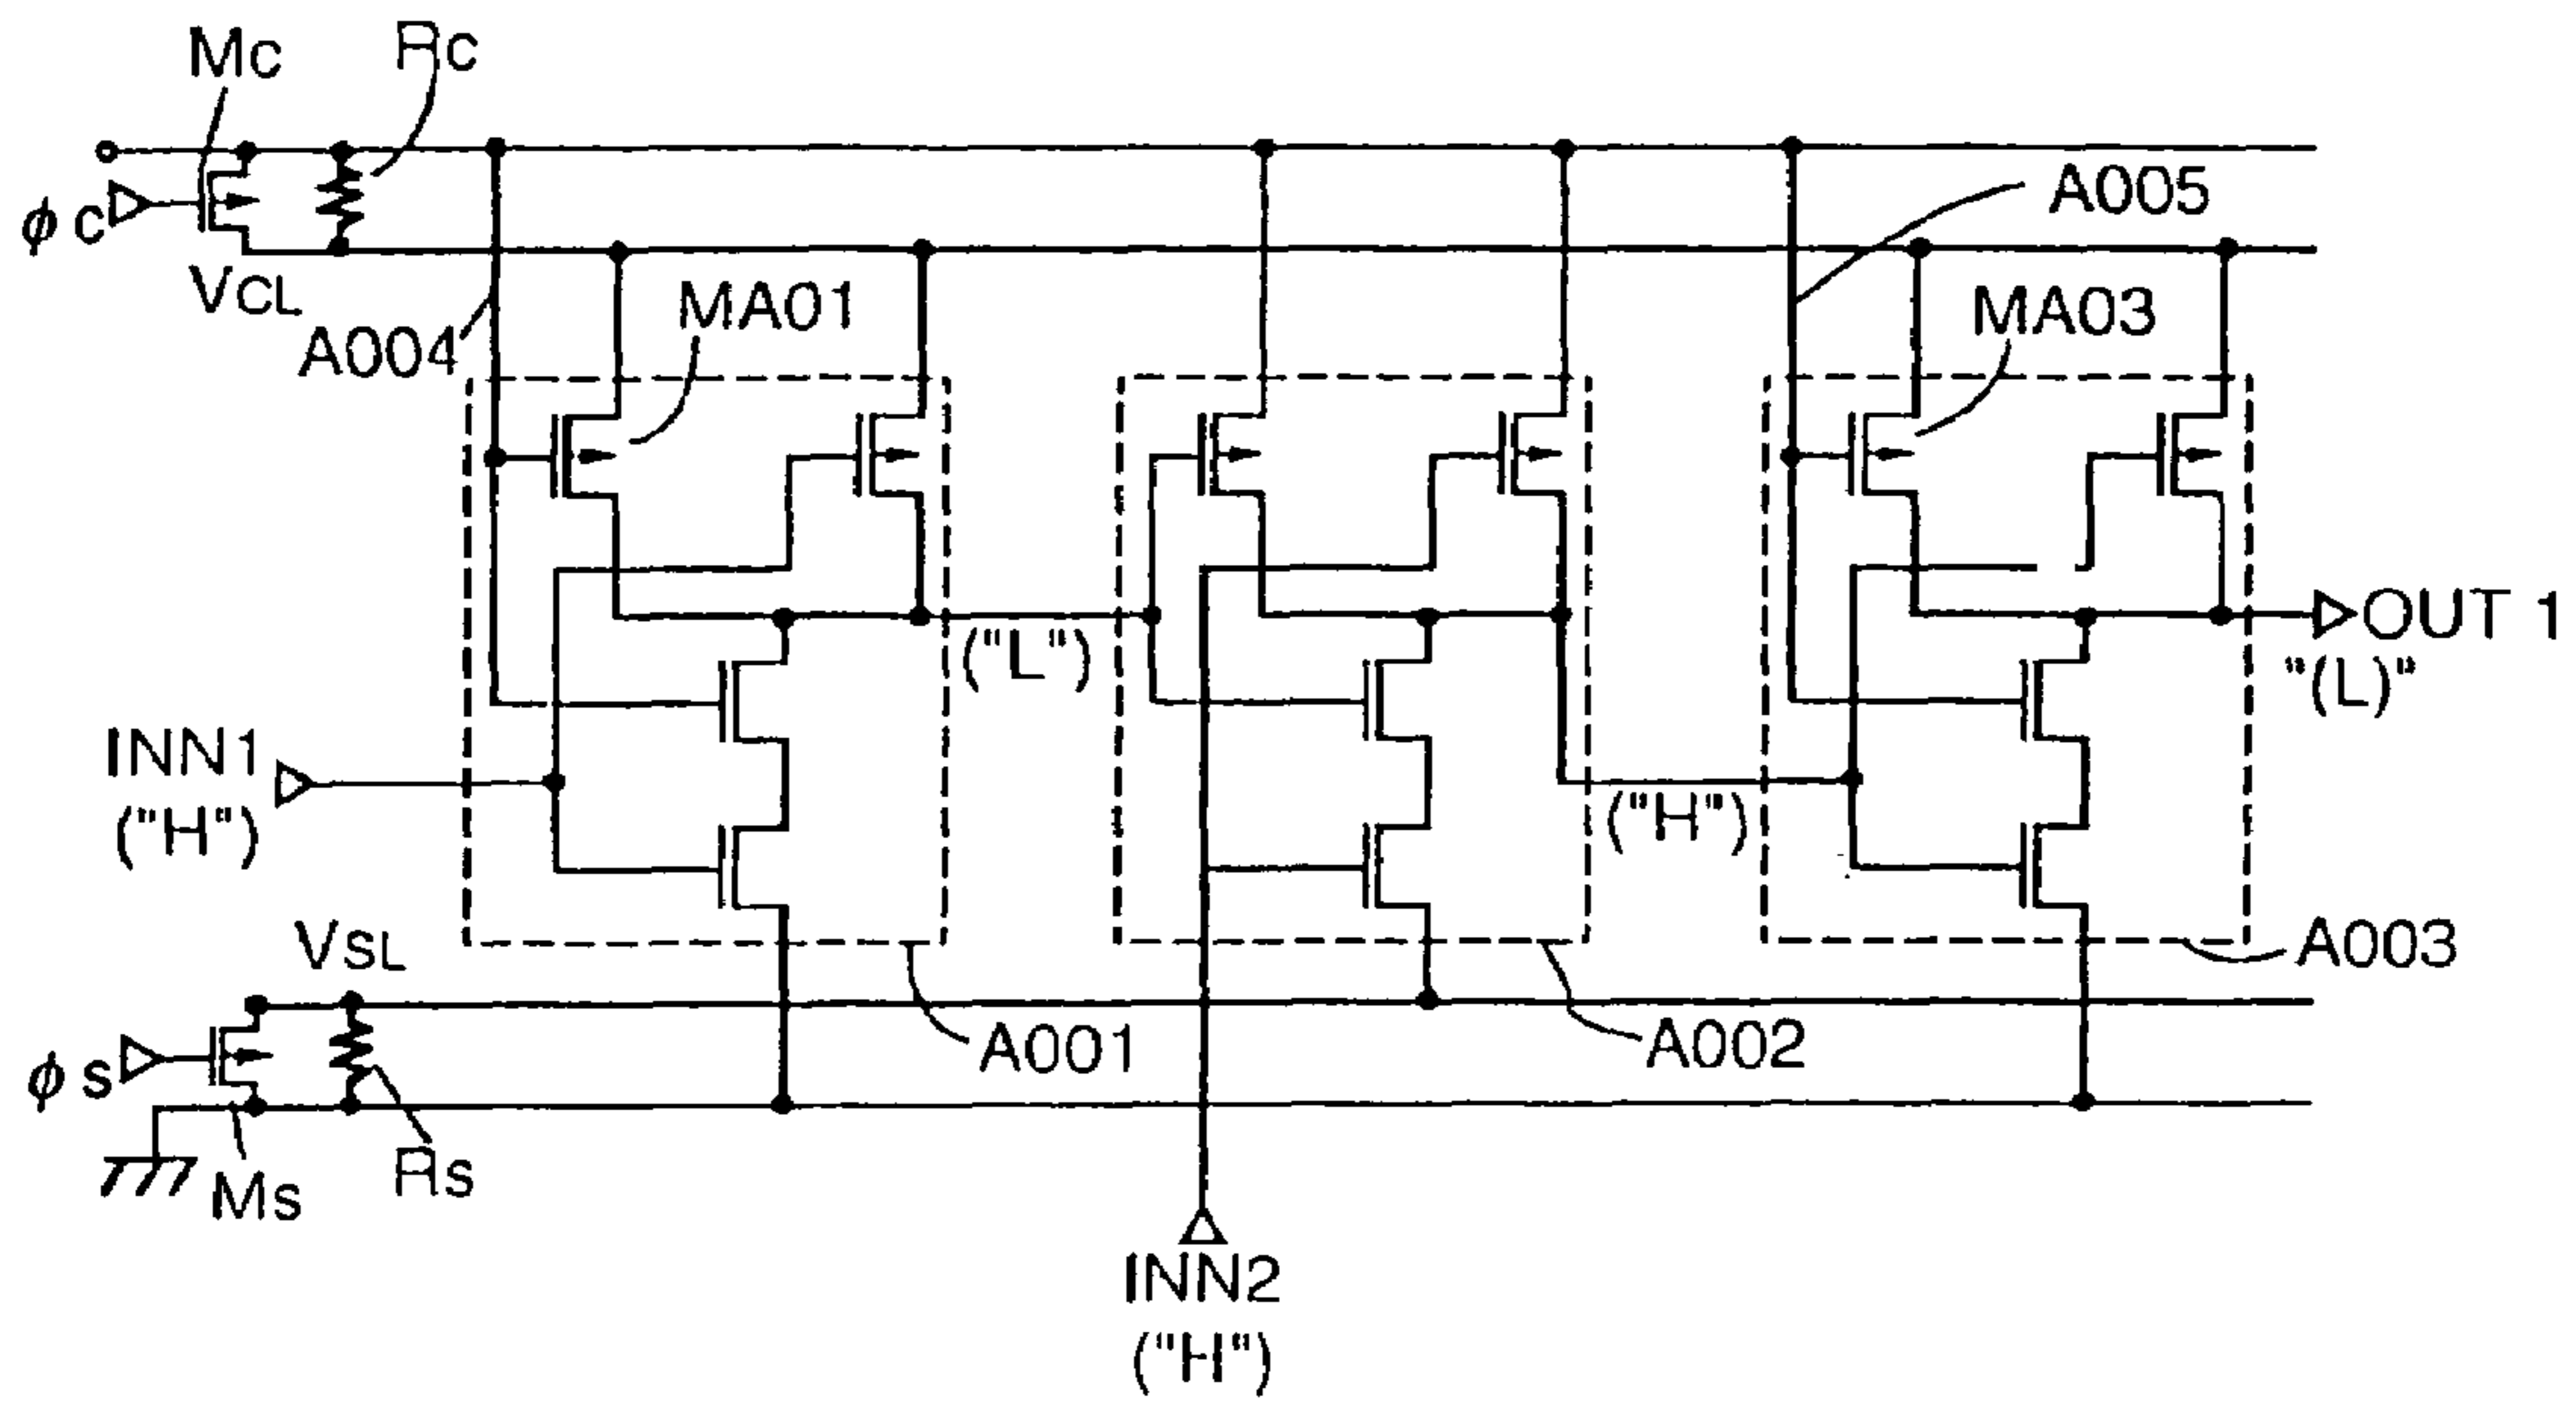 Mc
Rc
ϕ c
VCL
A004
MA01
A005
MA03
("L")
OUT 1
"(L)"
INN1
("H")
("H")
VSL
A003
A001
A002
ϕ s
Ms
Rs
INN2
("H")